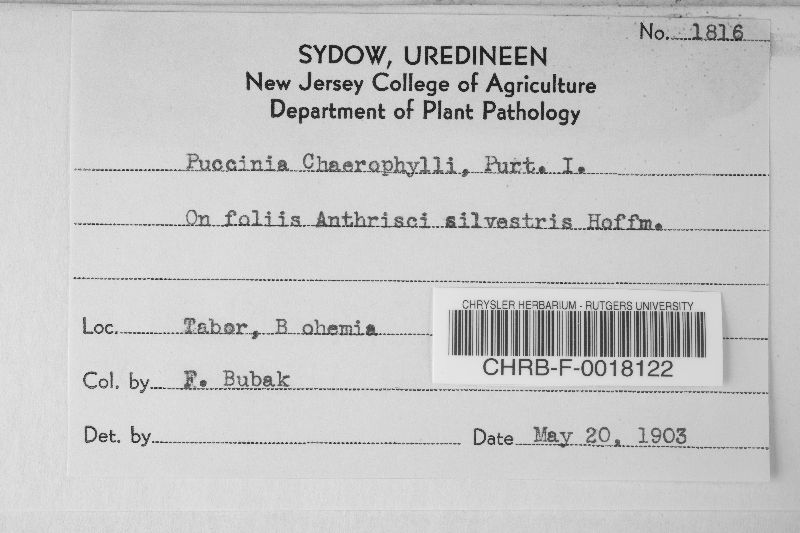 No. 1816
SYDOW, UREDINEEN
New Jersey College of Agriculture
Department of Plant Pathology
Puccinia Chaerophylli, Purt. I.
On foliis Anthrisci silvestris Hoffm.
Loc. Tabor, B ohemia
CHRYSLER HERBARIUM - RUTGERS UNIVERSITY
CHRB-F-0018122
Col. by F. Bubak
Det. by
Date May 20, 1903